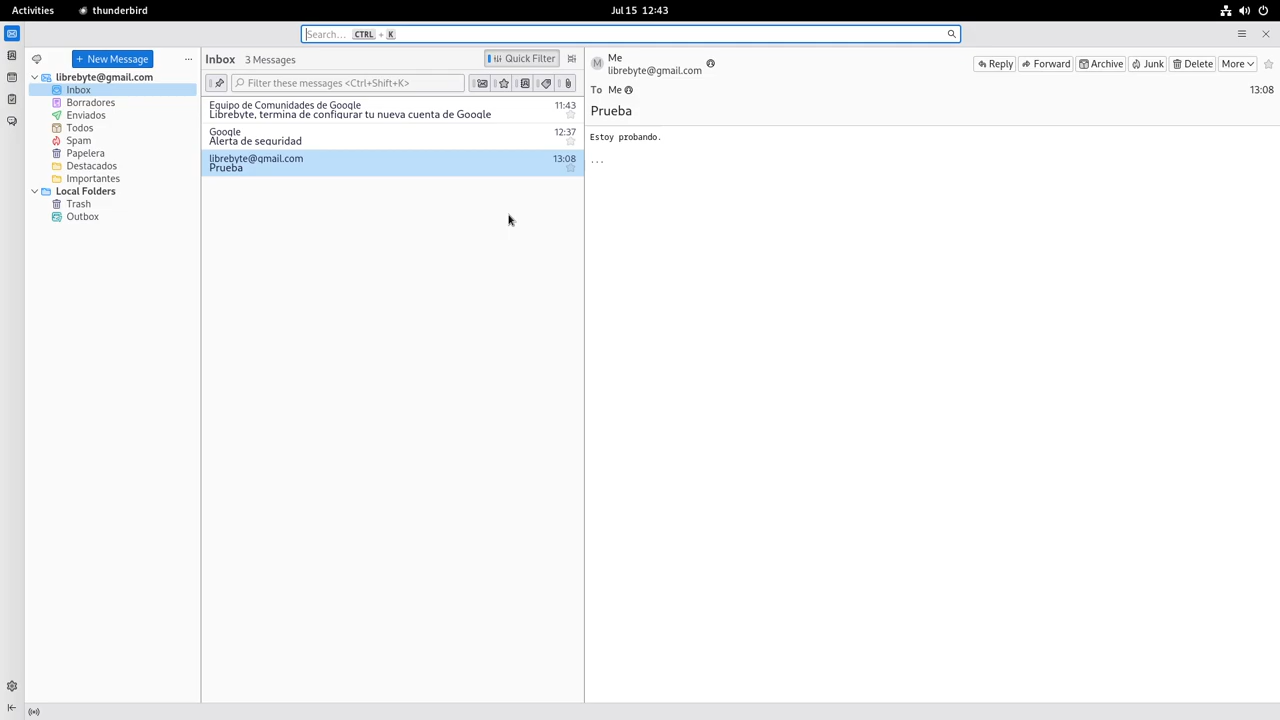 Activities thunderbird Jul 15 12:43
Search... CTRL + K
+ New Message ...
librebyte@gmail.com
Inbox
Borradores
Enviados
Todos
Spam
Papelera
Destacados
Importantes
Local Folders
Trash
Outbox
Inbox 3 Messages Quick Filter
Filter these messages <Ctrl+Shift+K>
Equipo de Comunidades de Google 11:43
Librebyte, termina de configurar tu nueva cuenta de Google
Google 12:37
Alerta de seguridad
librebyte@gmail.com 13:08
Prueba
M Me
librebyte@gmail.com
Reply Forward Archive Junk Delete More
To Me 13:08
Prueba
Estoy probando.
...